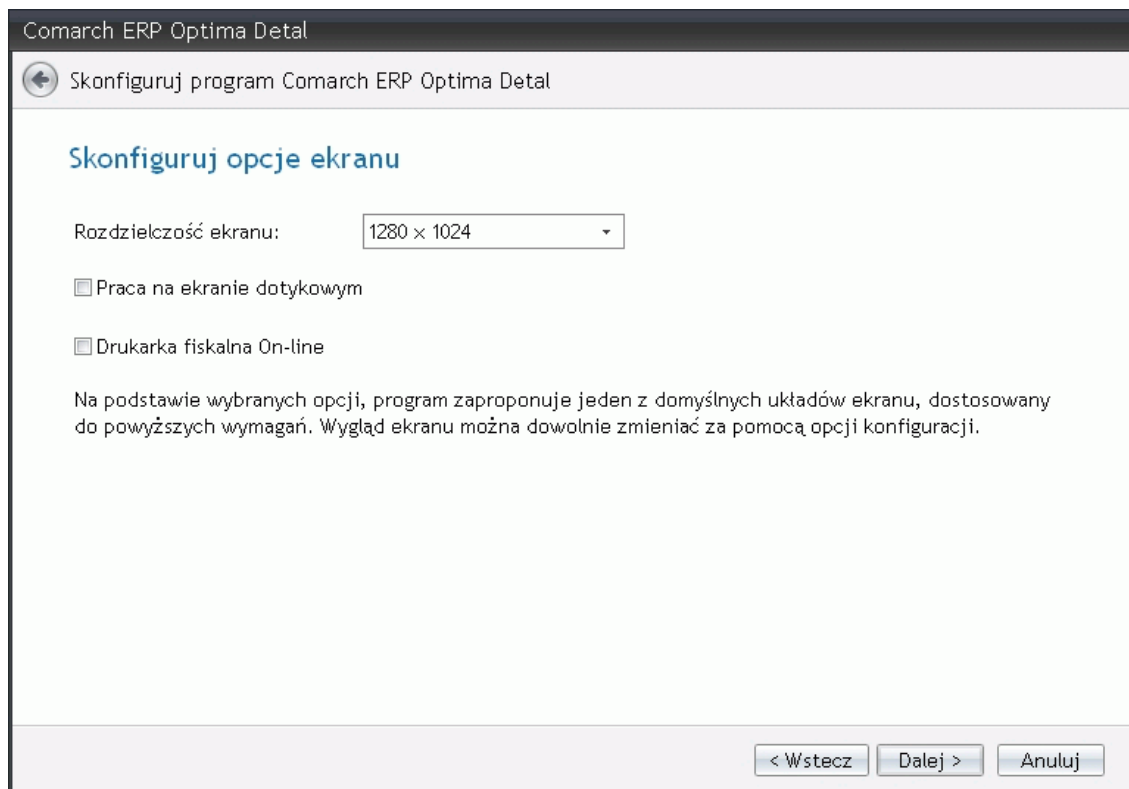 Comarch ERP Optima Detal
Skonfiguruj program Comarch ERP Optima Detal
Skonfiguruj opcje ekranu
Rozdzielczość ekranu: 1280 × 1024
Praca na ekranie dotykowym
Drukarka fiskalna On-line
Na podstawie wybranych opcji, program zaproponuje jeden z domyślnych układów ekranu, dostosowany
do powyższych wymagań. Wygląd ekranu można dowolnie zmieniać za pomocą opcji konfiguracji.
< Wstecz Dalej > Anuluj